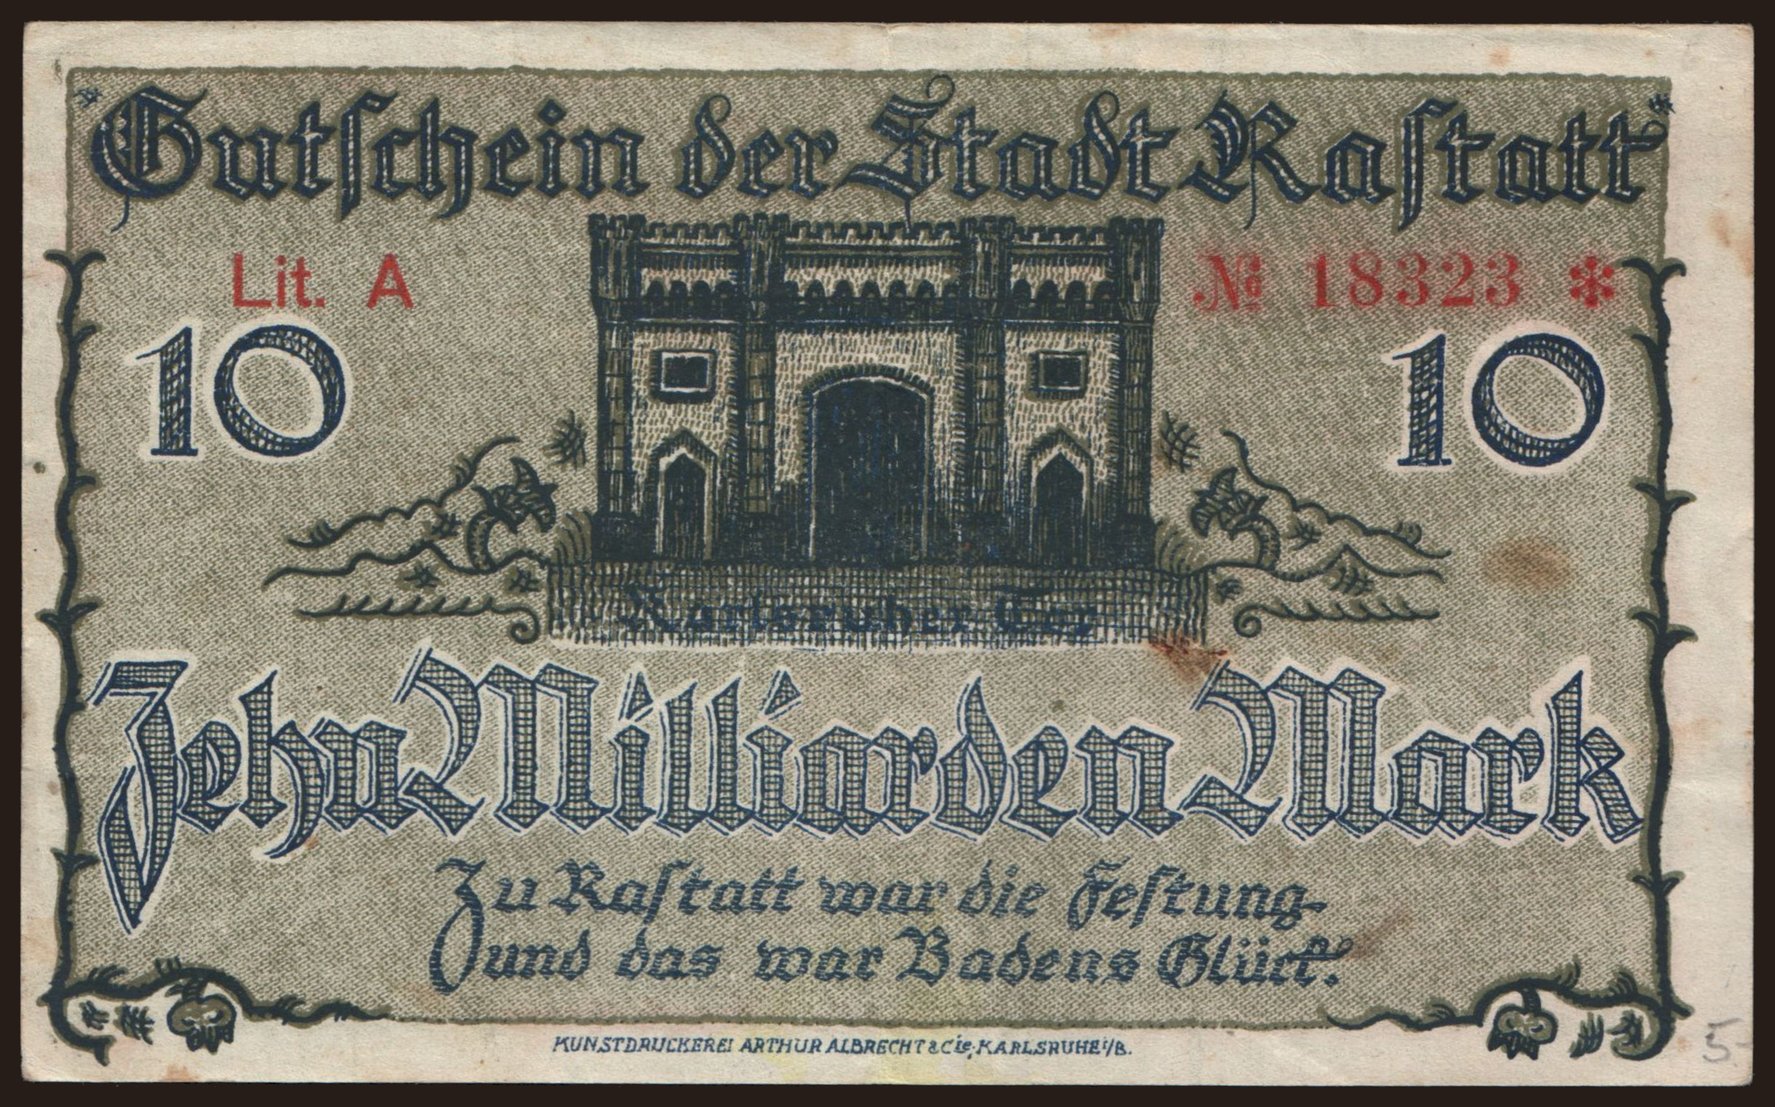 Gutschein der Stadt Rastatt
Lit. A
№ 18323 *
10
10
Karlsruher Tor
Zehn Milliarden Mark
Zu Rastatt war die Festung
und das war Badens Glück.
KUNSTDRUCKEREI ARTHUR ALBRECHT & Cie, KARLSRUHE i/B.
5-